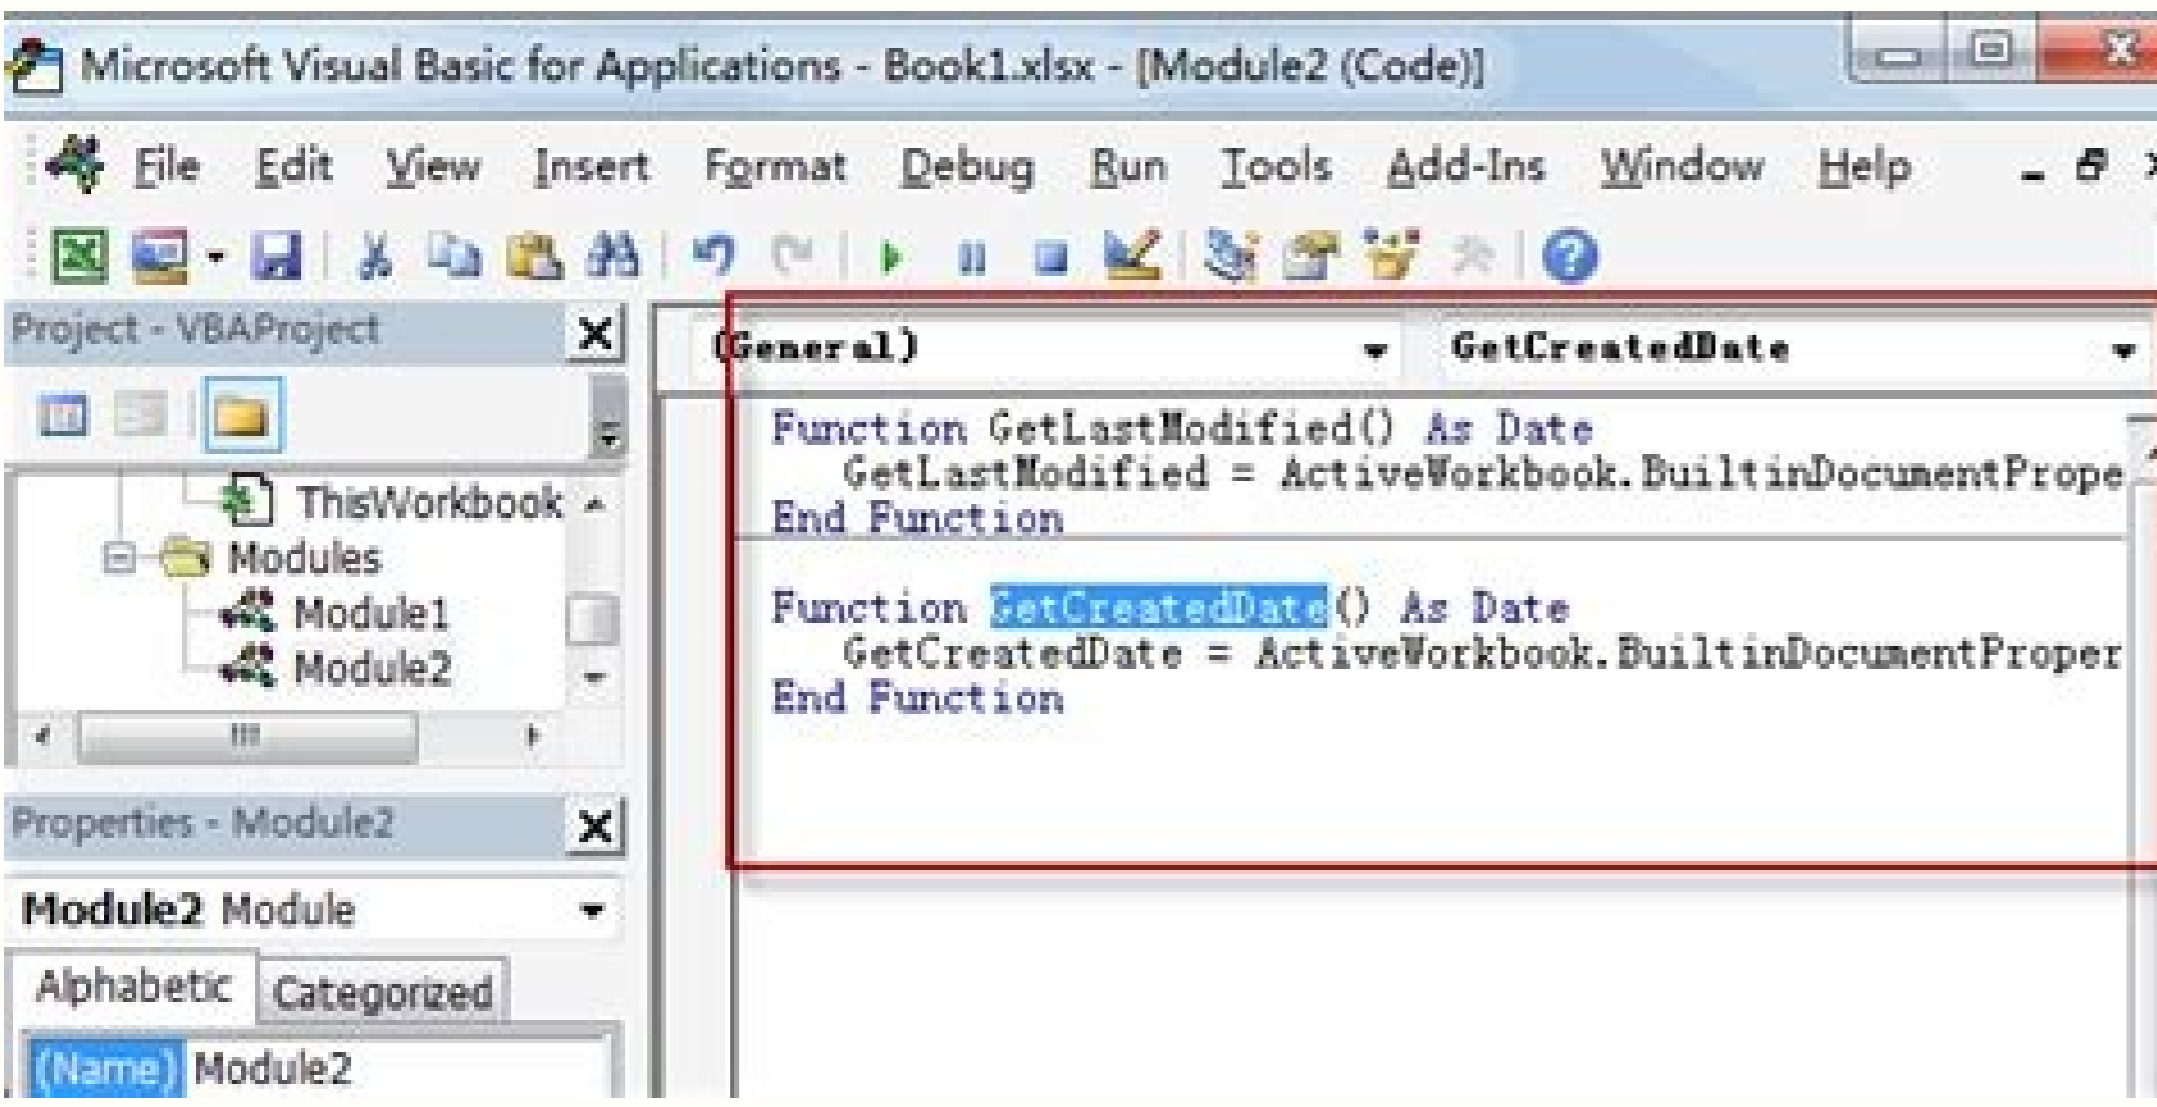 Microsoft Visual Basic for Applications - Book1.xlsx - [Module2 (Code)]
File Edit View Insert Format Debug Run Tools Add-Ins Window Help
Project - VBAProject
ThisWorkbook
Modules
Module1
Module2
Properties - Module2
Module2 Module
Alphabetic Categorized
(Name) Module2
(General) GetCreatedDate
Function GetLastModified() As Date
GetLastModified = ActiveWorkbook.BuiltinDocumentPrope
End Function
Function GetCreatedDate() As Date
GetCreatedDate = ActiveWorkbook.BuiltinDocumentProper
End Function